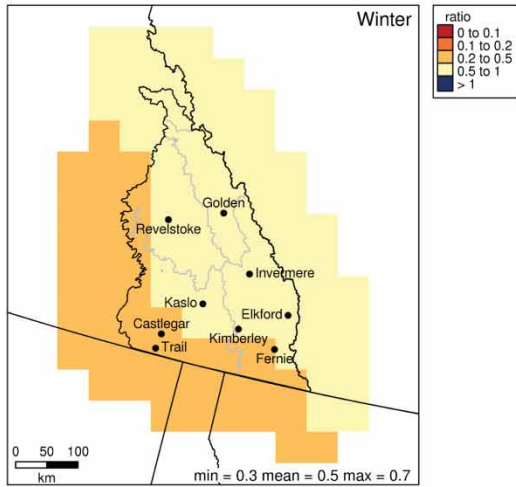 Winter
ratio
0 to 0.1
0.1 to 0.2
0.2 to 0.5
0.5 to 1
> 1
Golden
Revelstoke
Invermere
Kaslo
Elkford
Castlegar
Kimberley
Trail
Fernie
0 50 100
km
min = 0.3 mean = 0.5 max = 0.7